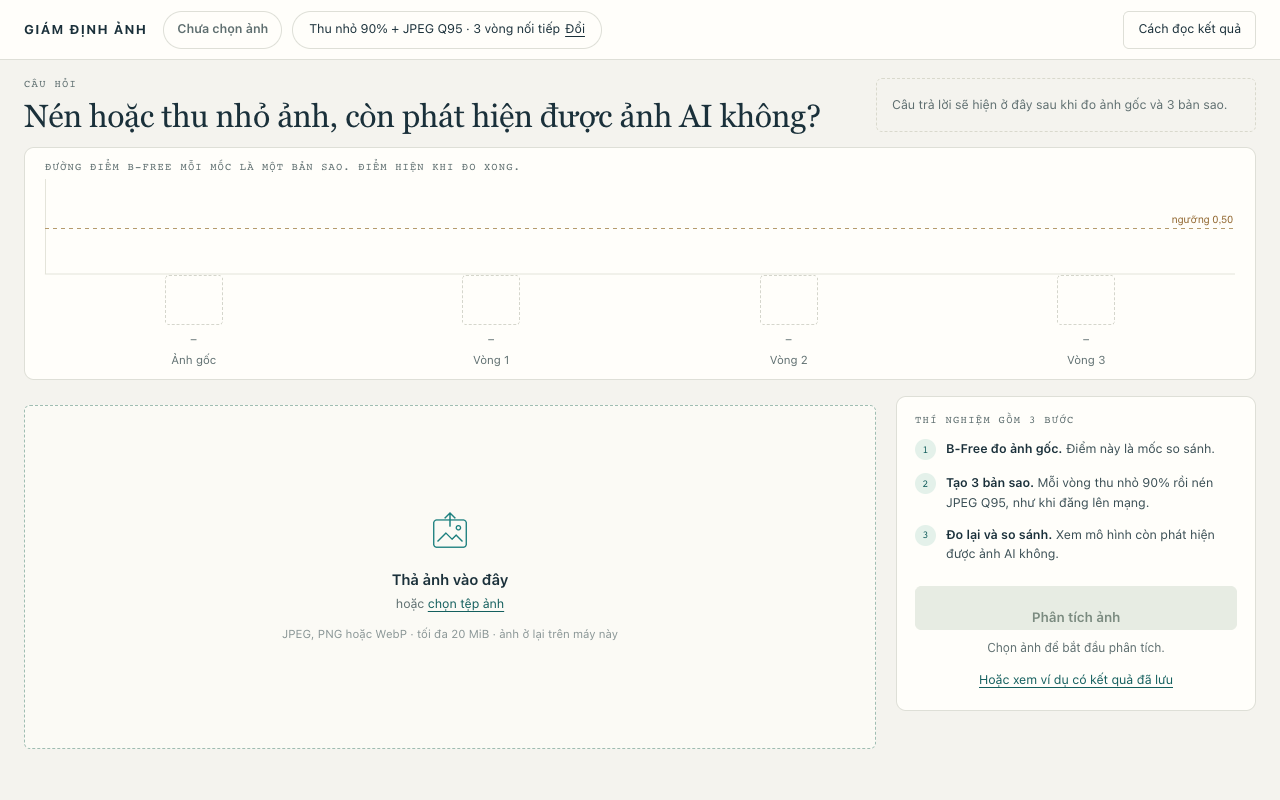 GIÁM ĐỊNH ẢNH
Chưa chọn ảnh
Thu nhỏ 90% + JPEG Q95 · 3 vòng nối tiếp Đổi
Cách đọc kết quả
CÂU HỎI
Nén hoặc thu nhỏ ảnh, còn phát hiện được ảnh AI không?
Câu trả lời sẽ hiện ở đây sau khi đo ảnh gốc và 3 bản sao.
ĐƯỜNG ĐIỂM B-FREE MỖI MỐC LÀ MỘT BẢN SAO. ĐIỂM HIỆN KHI ĐO XONG.
ngưỡng 0,50
– – – –
Ảnh gốc Vòng 1 Vòng 2 Vòng 3
Thả ảnh vào đây
hoặc chọn tệp ảnh
JPEG, PNG hoặc WebP · tối đa 20 MiB · ảnh ở lại trên máy này
THÍ NGHIỆM GỒM 3 BƯỚC
1 B-Free đo ảnh gốc. Điểm này là mốc so sánh.
2 Tạo 3 bản sao. Mỗi vòng thu nhỏ 90% rồi nén
JPEG Q95, như khi đăng lên mạng.
3 Đo lại và so sánh. Xem mô hình còn phát hiện
được ảnh AI không.
Phân tích ảnh
Chọn ảnh để bắt đầu phân tích.
Hoặc xem ví dụ có kết quả đã lưu